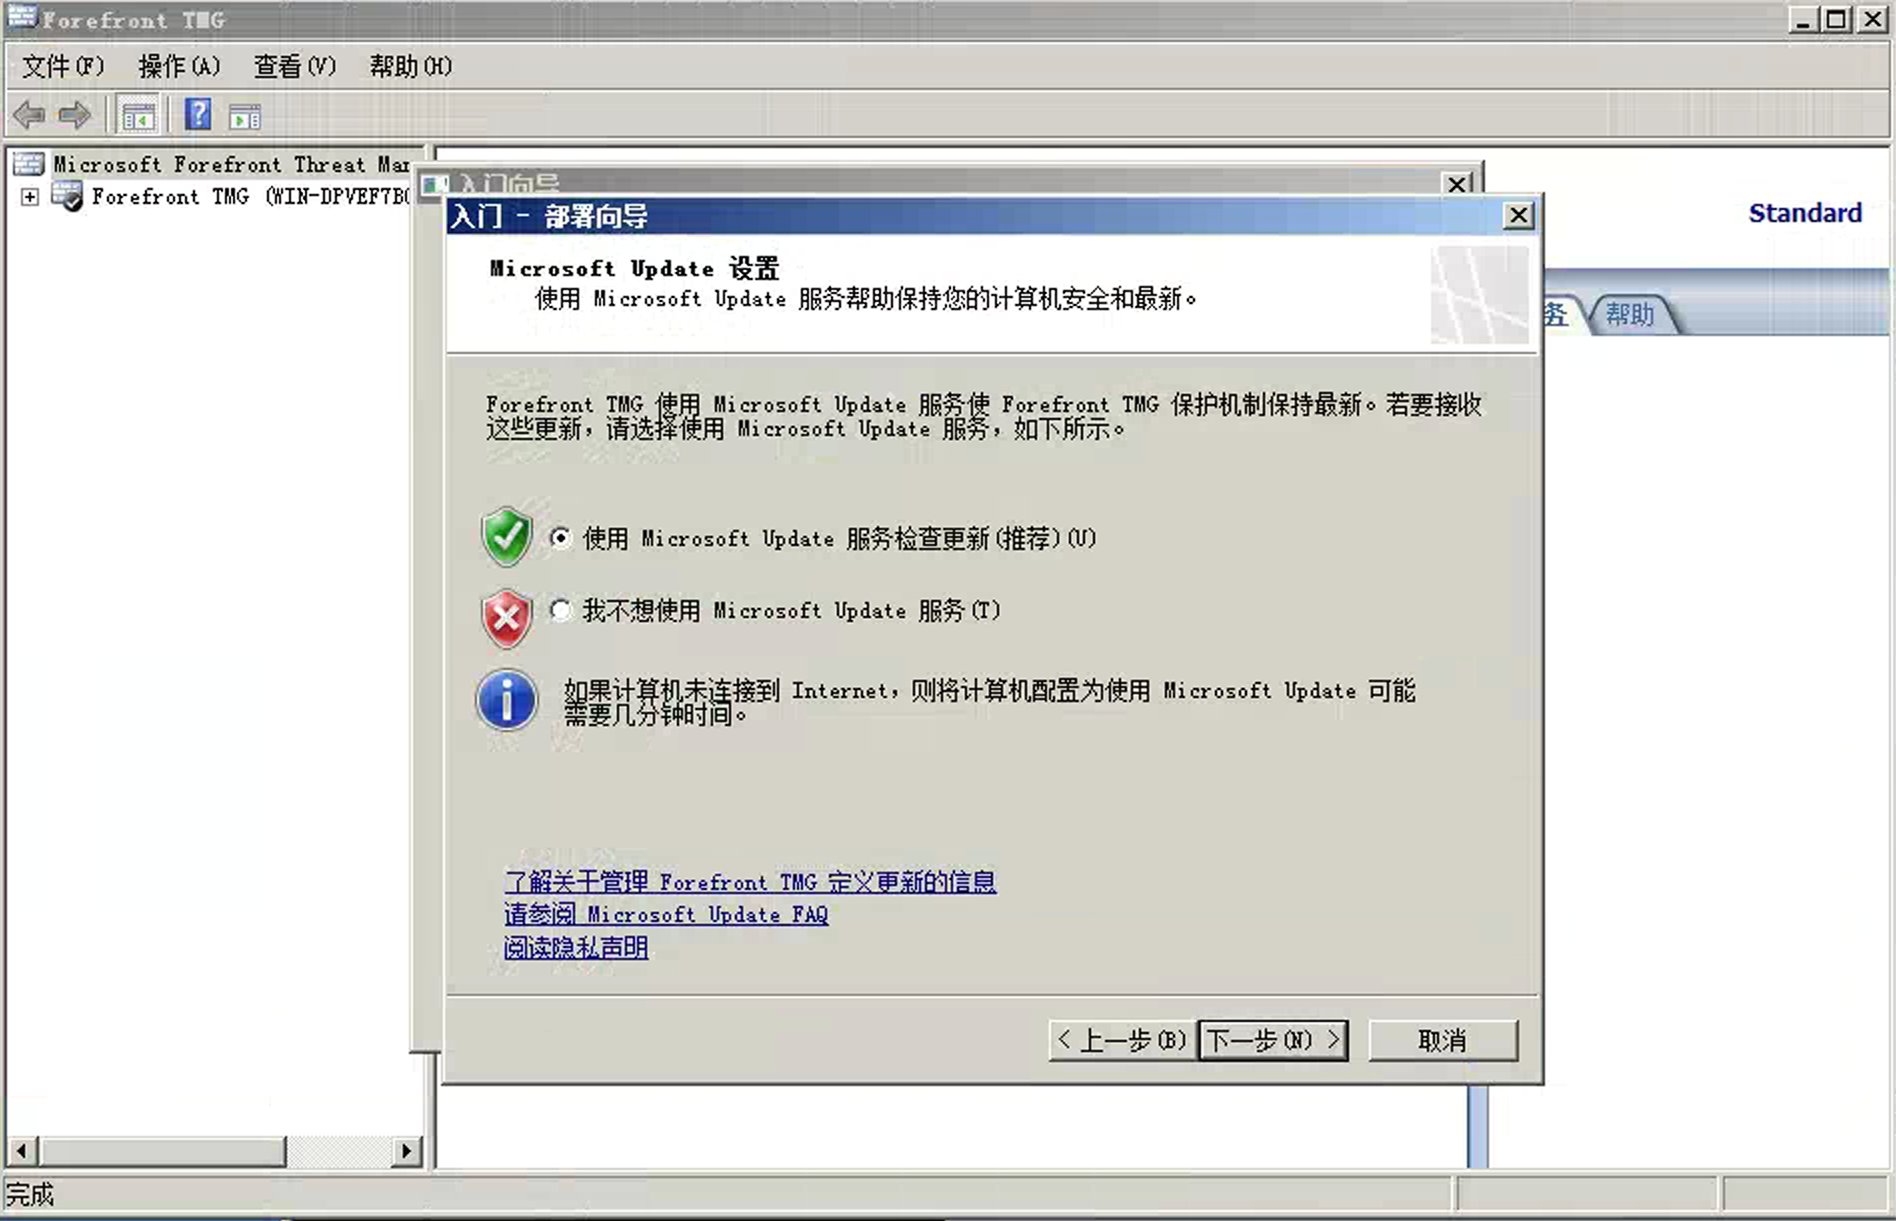 Forefront TMG
文件(F) 操作(A) 查看(V) 帮助(H)
Microsoft Forefront Threat Mar
Forefront TMG (WIN-DPVEF7B
入门向导
Standard
务 帮助
入门 - 部署向导
Microsoft Update 设置
使用 Microsoft Update 服务帮助保持您的计算机安全和最新。
Forefront TMG 使用 Microsoft Update 服务使 Forefront TMG 保护机制保持最新。若要接收
这些更新，请选择使用 Microsoft Update 服务，如下所示。
使用 Microsoft Update 服务检查更新(推荐)(U)
我不想使用 Microsoft Update 服务(T)
如果计算机未连接到 Internet，则将计算机配置为使用 Microsoft Update 可能
需要几分钟时间。
了解关于管理 Forefront TMG 定义更新的信息
请参阅 Microsoft Update FAQ
阅读隐私声明
< 上一步(B) 下一步(N) > 取消
完成